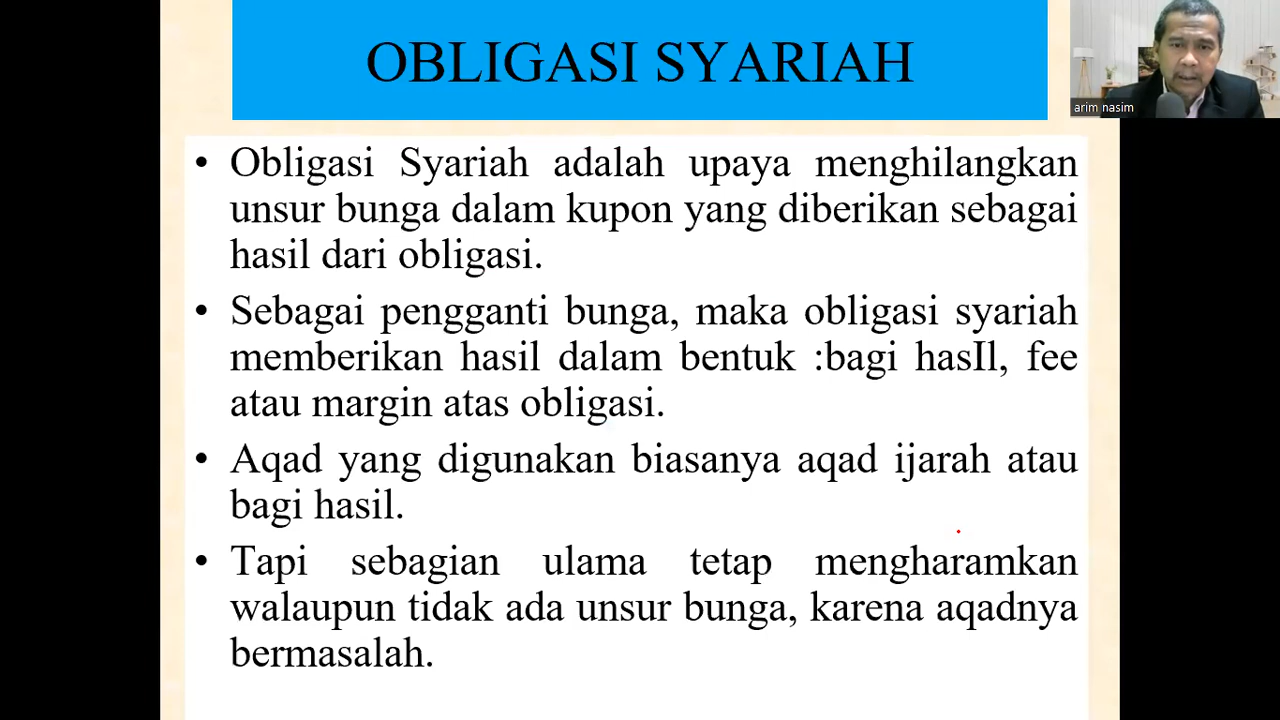 OBLIGASI SYARIAH
arim nasim
• Obligasi Syariah adalah upaya menghilangkan
unsur bunga dalam kupon yang diberikan sebagai
hasil dari obligasi.
• Sebagai pengganti bunga, maka obligasi syariah
memberikan hasil dalam bentuk :bagi hasIl, fee
atau margin atas obligasi.
• Aqad yang digunakan biasanya aqad ijarah atau
bagi hasil.
• Tapi sebagian ulama tetap mengharamkan
walaupun tidak ada unsur bunga, karena aqadnya
bermasalah.